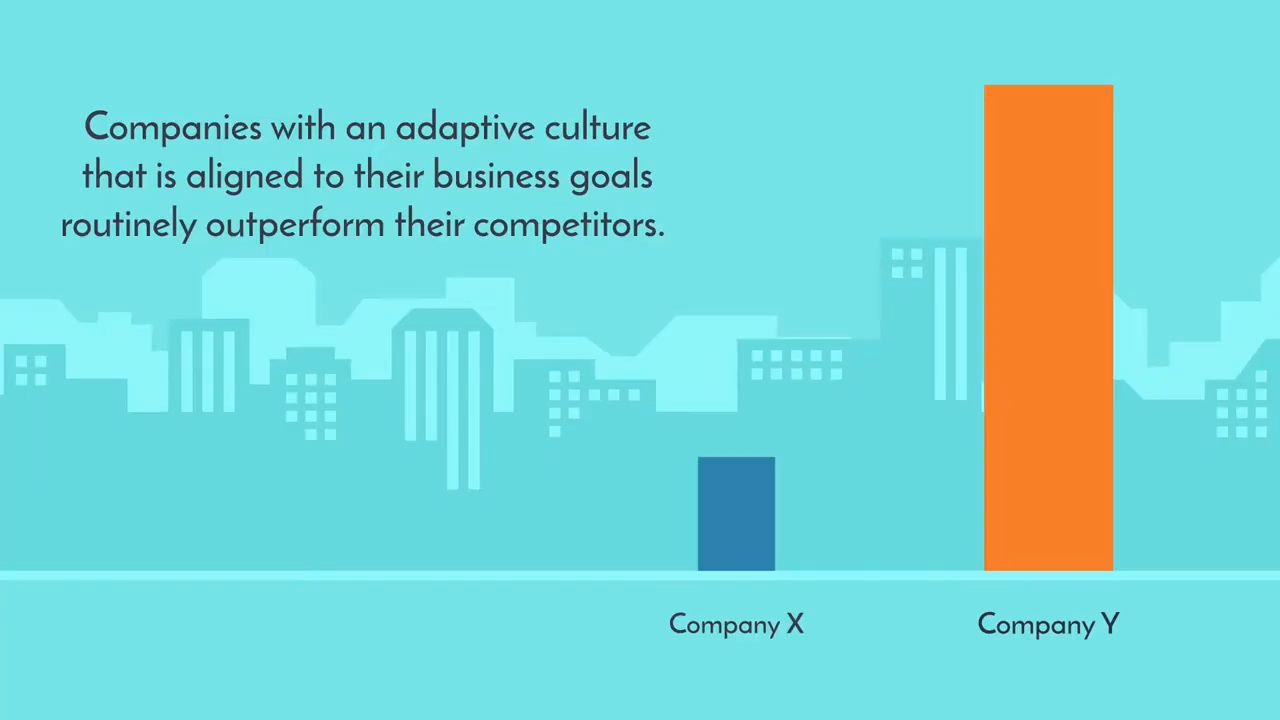 Companies with an adaptive culture
that is aligned to their business goals
routinely outperform their competitors.
Company X
Company Y